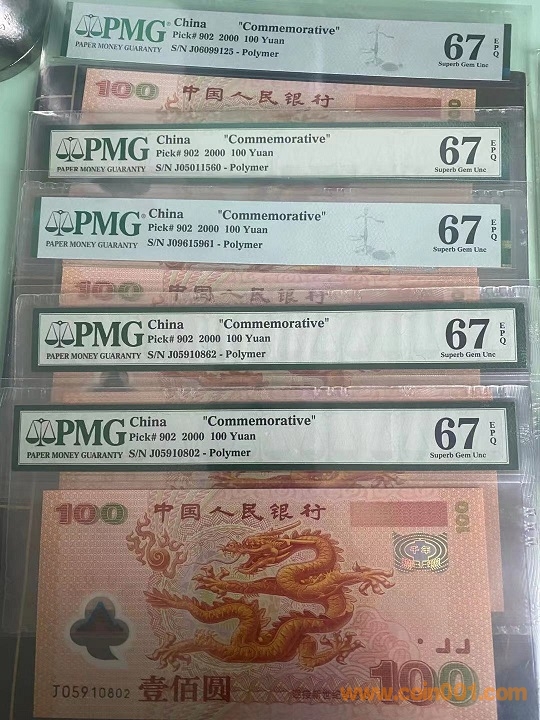 PMG®
PAPER MONEY GUARANTY
China "Commemorative"
Pick# 902 2000 100 Yuan
S/N J06099125 - Polymer
67 EPQ
Superb Gem Unc
100 中国人民银行
PMG
PAPER MONEY GUARANTY
China "Commemorative"
Pick# 902 2000 100 Yuan
S/N J05011560 - Polymer
67 EPQ
Superb Gem Unc
PMG®
PAPER MONEY GUARANTY
China "Commemorative"
Pick# 902 2000 100 Yuan
S/N J09615961 - Polymer
67 EPQ
Superb Gem Unc
100 中国人民银行
PMG
PAPER MONEY GUARANTY
China "Commemorative"
Pick# 902 2000 100 Yuan
S/N J05910862 - Polymer
67 EPQ
Superb Gem Unc
PMG
PAPER MONEY GUARANTY
China "Commemorative"
Pick# 902 2000 100 Yuan
S/N J05910802 - Polymer
67 EPQ
Superb Gem Unc
100 中国人民银行
100
J05910802
壹佰圆
100
www.coin001.com